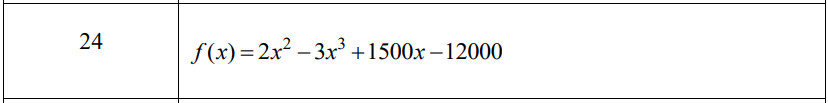 24
f(x) = 2x² – 3x³ +1500x –12000